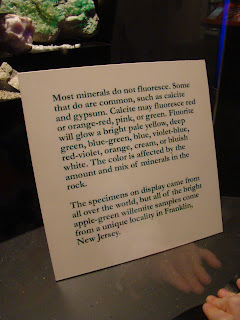 Most minerals do not fluoresce. Some
that do are common, such as calcite
and gypsum. Calcite may fluoresce red
or orange-red, pink, or green. Fluorite
will glow a bright pale yellow, deep
green, blue-green, blue, violet-blue,
red-violet, orange, cream, or bluish
white. The color is affected by the
amount and mix of minerals in the
rock.
The specimens on display came from
all over the world, but all of the bright
apple-green willemite samples come
from a unique locality in Franklin,
New Jersey.